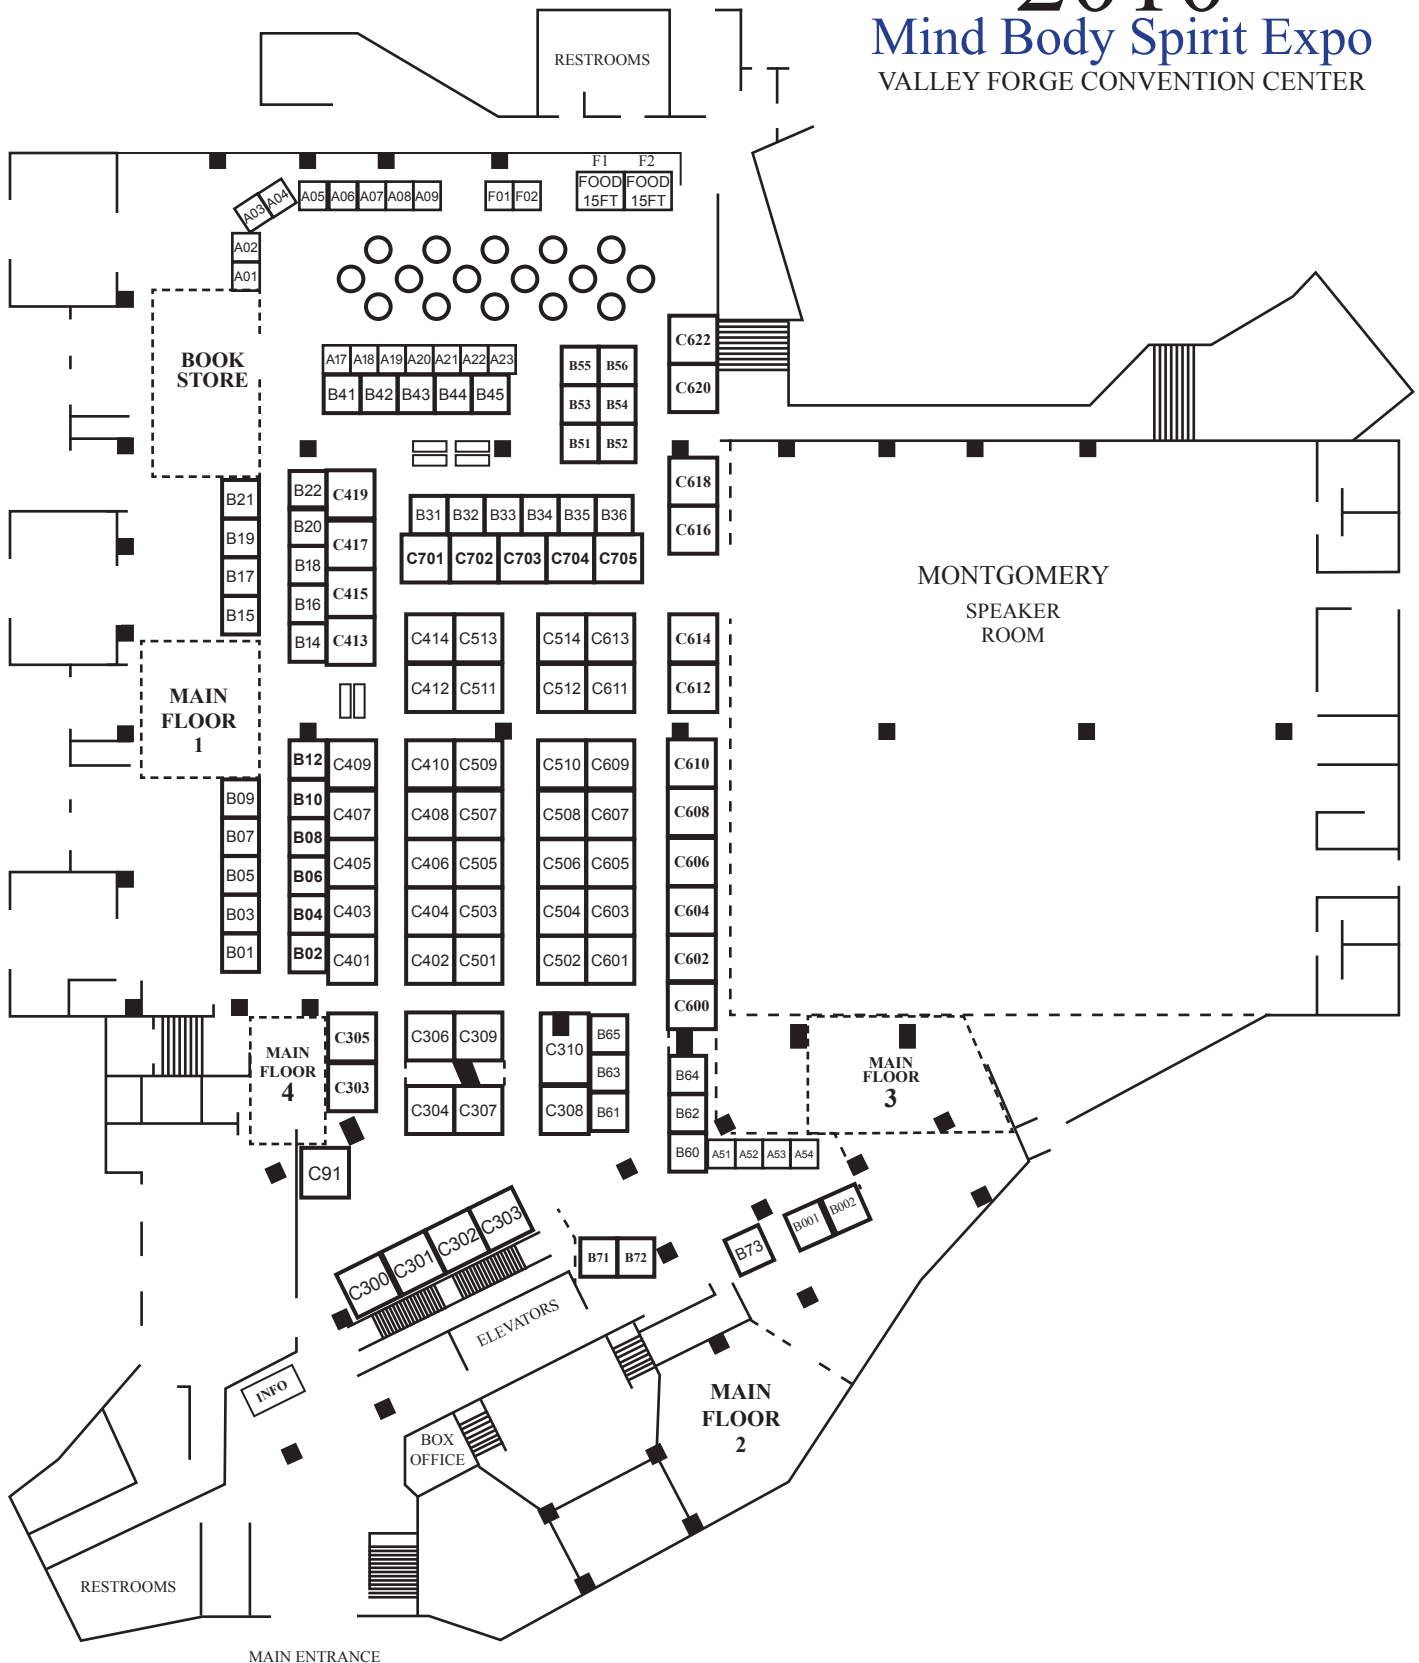 2016
Mind Body Spirit Expo
VALLEY FORGE CONVENTION CENTER
RESTROOMS
F1 F2
FOOD 15FT
FOOD 15FT
A03 A04 A05 A06 A07 A08 A09 F01 F02
A02
A01
BOOK
STORE
A17 A18 A19 A20 A21 A22 A23
B41 B42 B43 B44 B45
B55 B56
B53 B54
B51 B52
C622
C620
C618
C616
B21
B19
B17
B15
B22
B20
B18
B16
B14
C419
C417
C415
C413
B31 B32 B33 B34 B35 B36
C701 C702 C703 C704 C705
MONTGOMERY
SPEAKER
ROOM
C414 C513 C514 C613 C614
C412 C511 C512 C611 C612
MAIN
FLOOR
1
B09
B07
B05
B03
B01
B12
B10
B08
B06
B04
B02
C409 C410 C509 C510 C609 C610
C407 C408 C507 C508 C607 C608
C405 C406 C505 C506 C605 C606
C403 C404 C503 C504 C603 C604
C401 C402 C501 C502 C601 C602
C600
MAIN
FLOOR
4
C305
C303
C306 C309
C304 C307
C310
C308
B65
B63
B61
B64
B62
B60
A51 A52 A53 A54
MAIN
FLOOR
3
C91
C300 C301 C302 C303
B71 B72
B73
B001 B002
ELEVATORS
INFO
BOX
OFFICE
MAIN
FLOOR
2
RESTROOMS
MAIN ENTRANCE